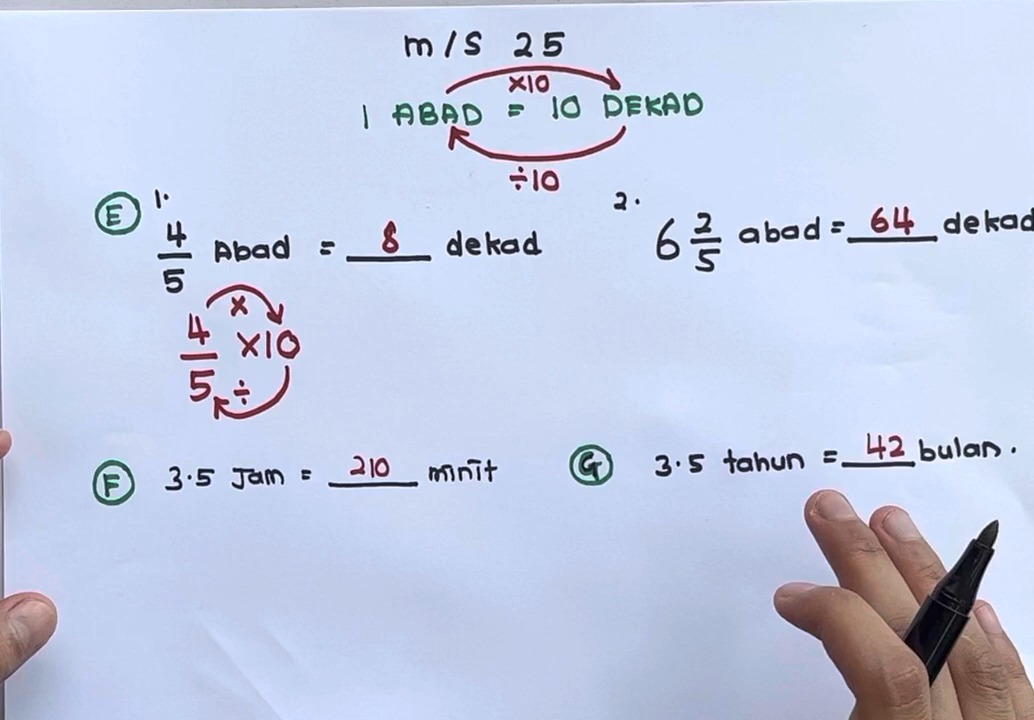 m/s 25
×10
1 ABAD = 10 DEKAD
÷10
E 1. 4/5 Abad = 8 dekad
2. 6 2/5 abad = 64 dekad
×
4/5 ×10
÷
F 3.5 Jam = 210 mnit
G 3.5 tahun = 42 bulan.